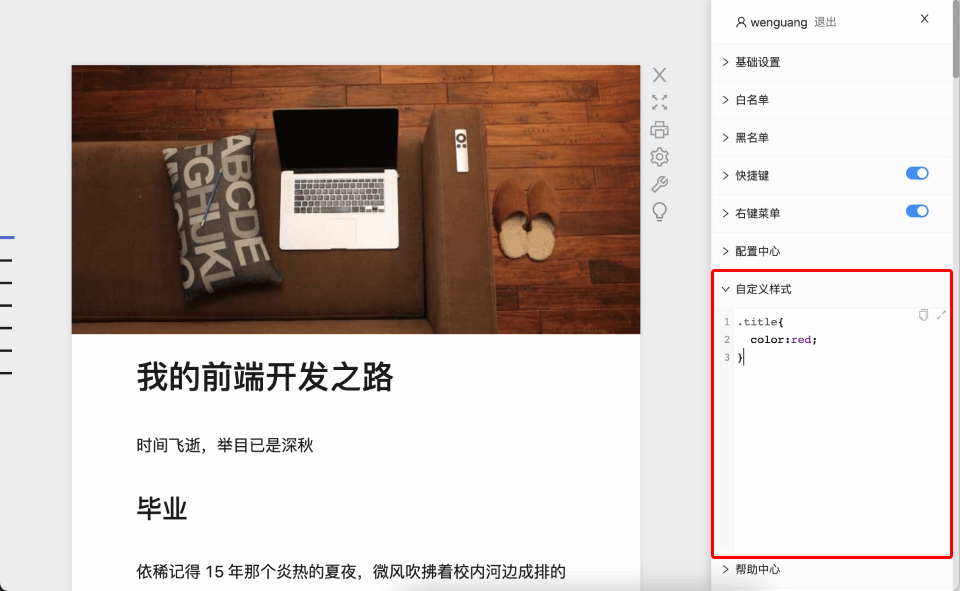 wenguang 退出
基础设置
白名单
黑名单
快捷键
右键菜单
配置中心
自定义样式
1 .title{
2 color:red;
3 }
帮助中心
ABCDE
FGHIJKL
我的前端开发之路
时间飞逝，举目已是深秋
毕业
依稀记得 15 年那个炎热的夏夜，微风吹拂着校内河边成排的